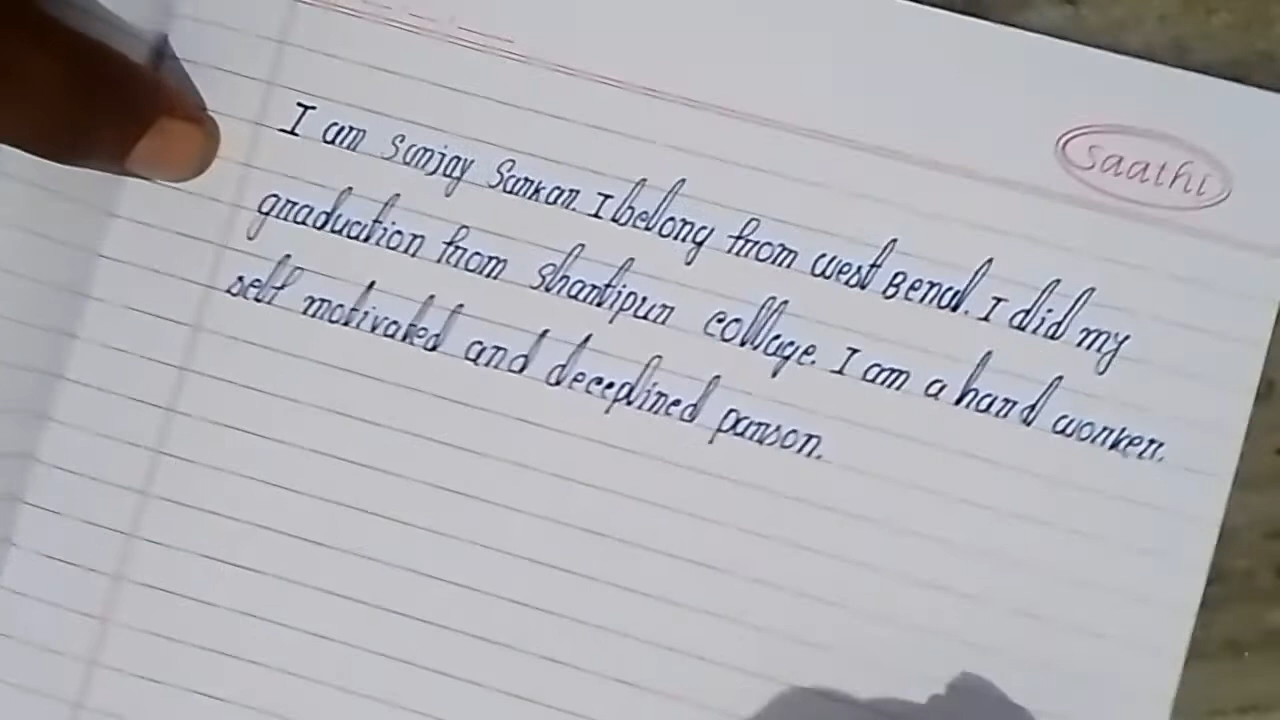 saathi
I am Sanjay Sarkar. I belong from west Bengal. I did my
graduation from shantipur collage. I am a hard worker.
self motivated and deceplined parson.